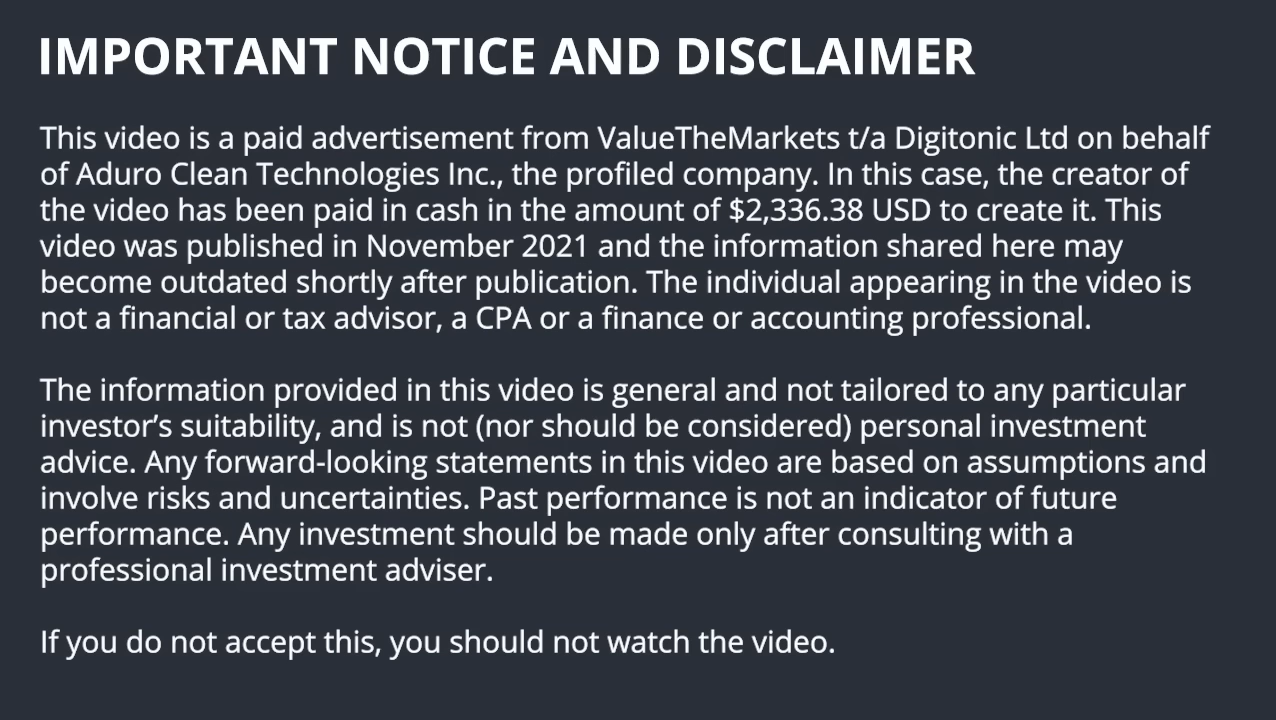 IMPORTANT NOTICE AND DISCLAIMER
This video is a paid advertisement from ValueTheMarkets t/a Digitonic Ltd on behalf
of Aduro Clean Technologies Inc., the profiled company. In this case, the creator of
the video has been paid in cash in the amount of $2,336.38 USD to create it. This
video was published in November 2021 and the information shared here may
become outdated shortly after publication. The individual appearing in the video is
not a financial or tax advisor, a CPA or a finance or accounting professional.
The information provided in this video is general and not tailored to any particular
investor’s suitability, and is not (nor should be considered) personal investment
advice. Any forward-looking statements in this video are based on assumptions and
involve risks and uncertainties. Past performance is not an indicator of future
performance. Any investment should be made only after consulting with a
professional investment adviser.
If you do not accept this, you should not watch the video.